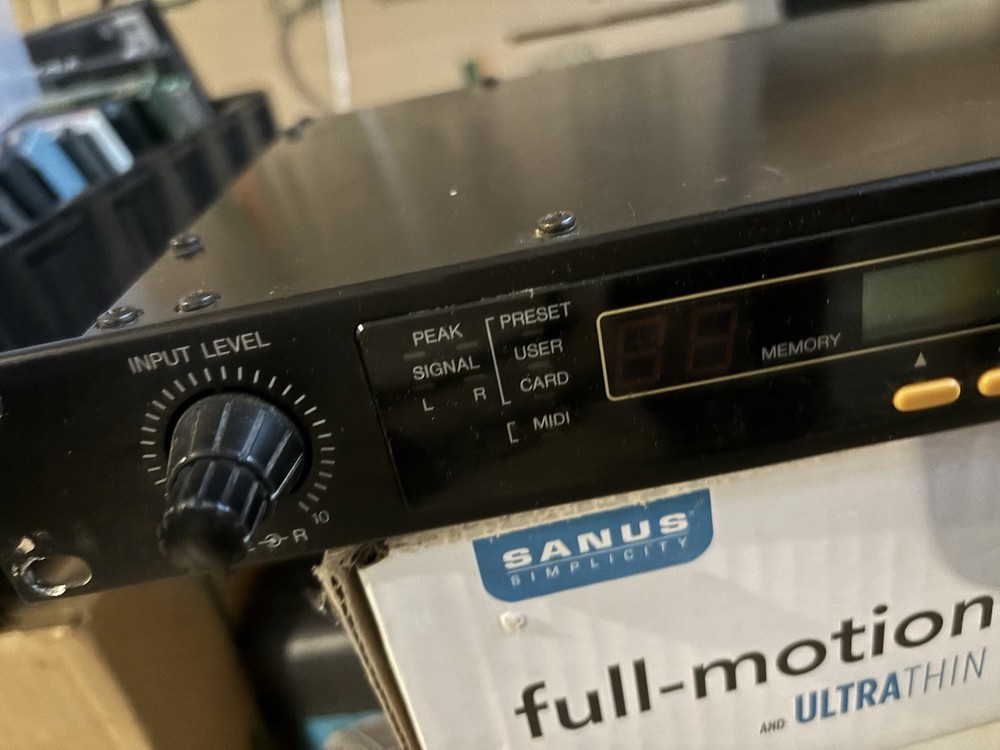 INPUT LEVEL
10
R
PEAK
SIGNAL
L R
PRESET
USER
CARD
MIDI
MEMORY
SANUS
SIMPLICITY
full-motion
AND ULTRATHIN